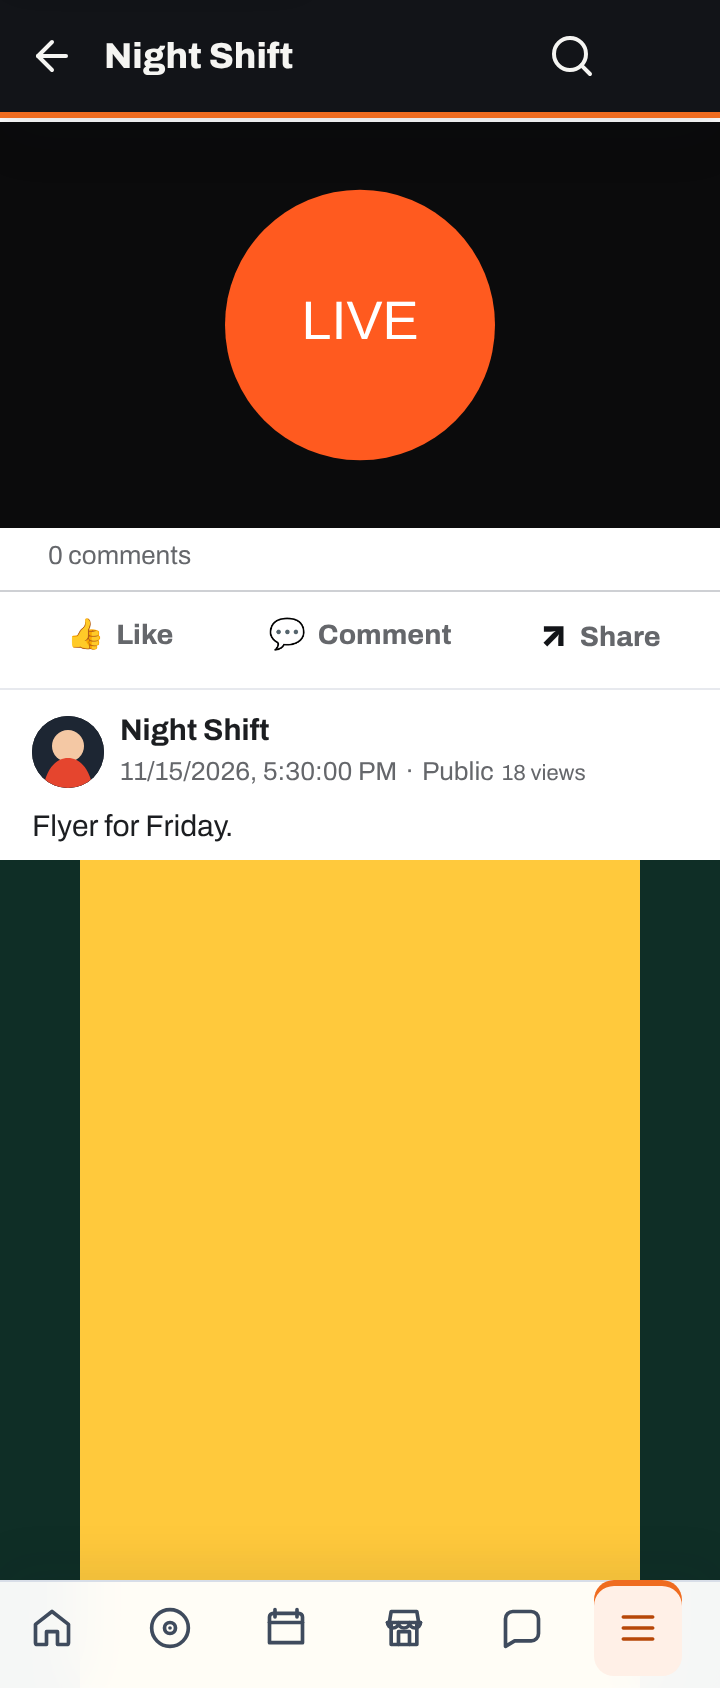 Night Shift
LIVE
0 comments
👍 Like 💬 Comment ↗ Share
Night Shift
11/15/2026, 5:30:00 PM · Public 18 views
Flyer for Friday.